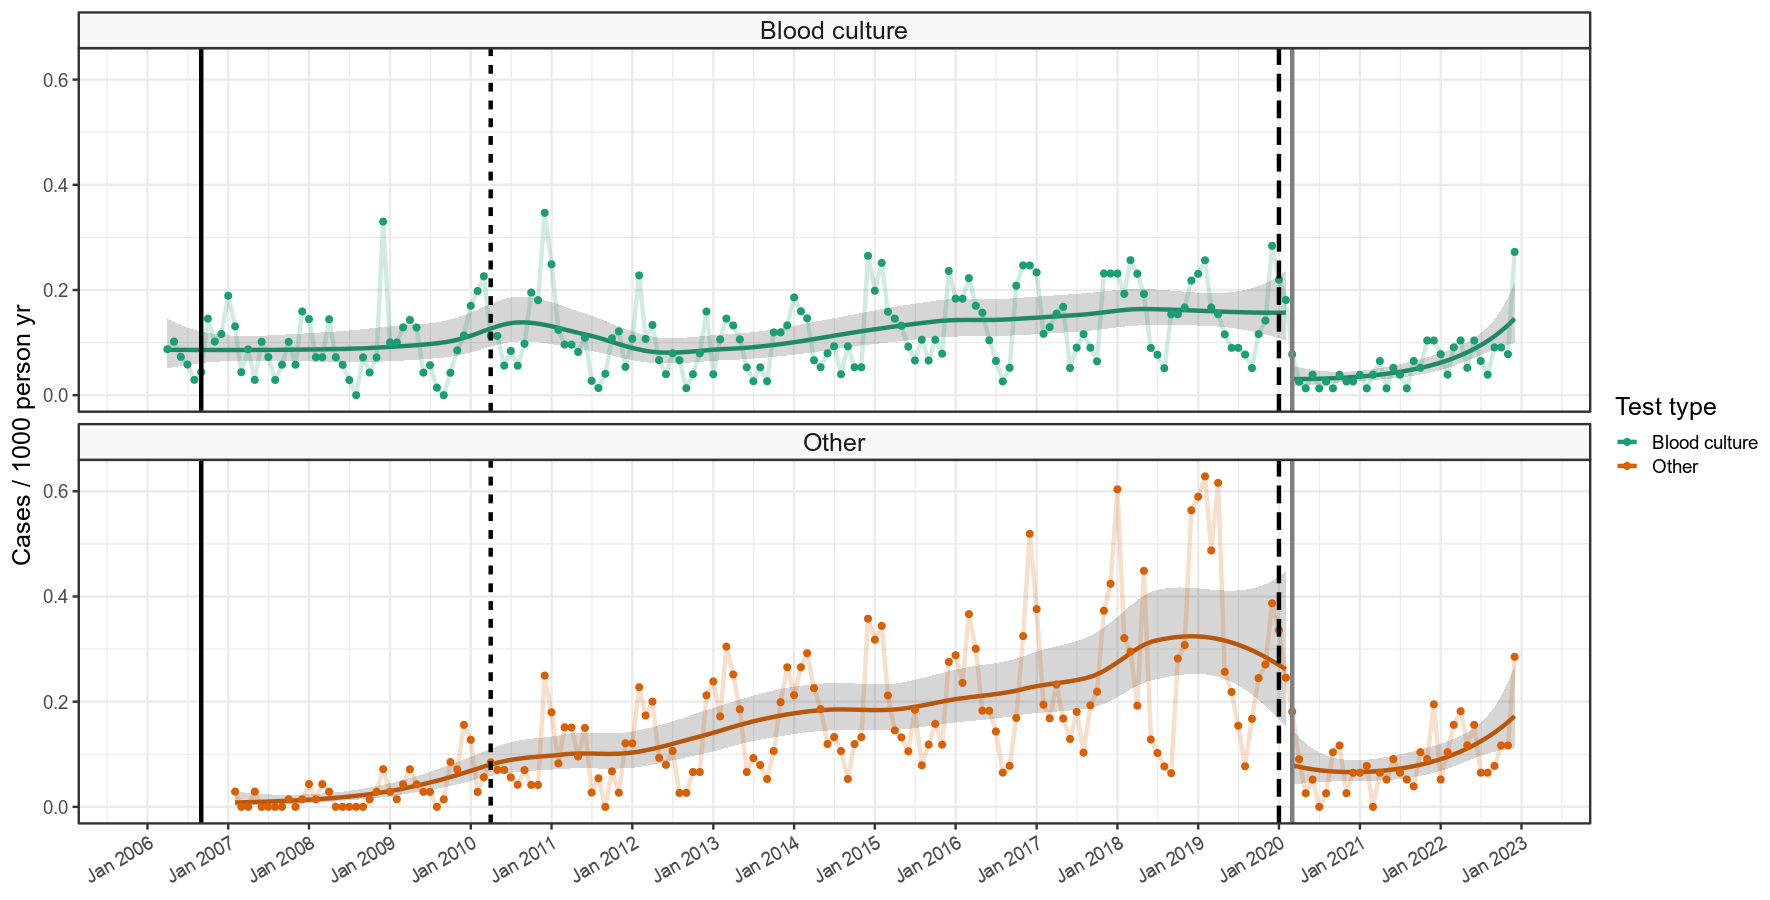 Blood culture
0.6
0.4
0.2
0.0
Other
0.6
0.4
0.2
0.0
Cases / 1000 person yr
Jan 2006 Jan 2007 Jan 2008 Jan 2009 Jan 2010 Jan 2011 Jan 2012 Jan 2013 Jan 2014 Jan 2015 Jan 2016 Jan 2017 Jan 2018 Jan 2019 Jan 2020 Jan 2021 Jan 2022 Jan 2023
Test type
Blood culture
Other